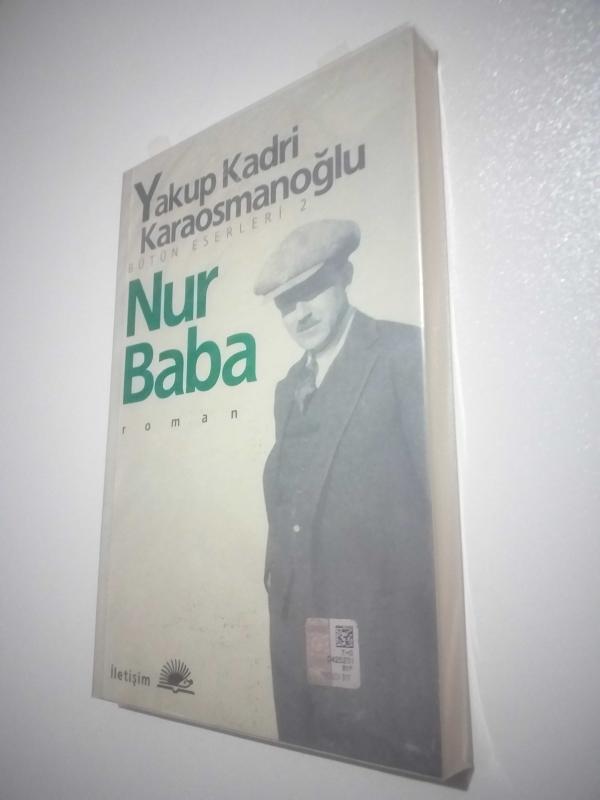 Yakup Kadri
Karaosmanoğlu
BÜTÜN ESERLERİ 2
Nur
Baba
roman
İletişim